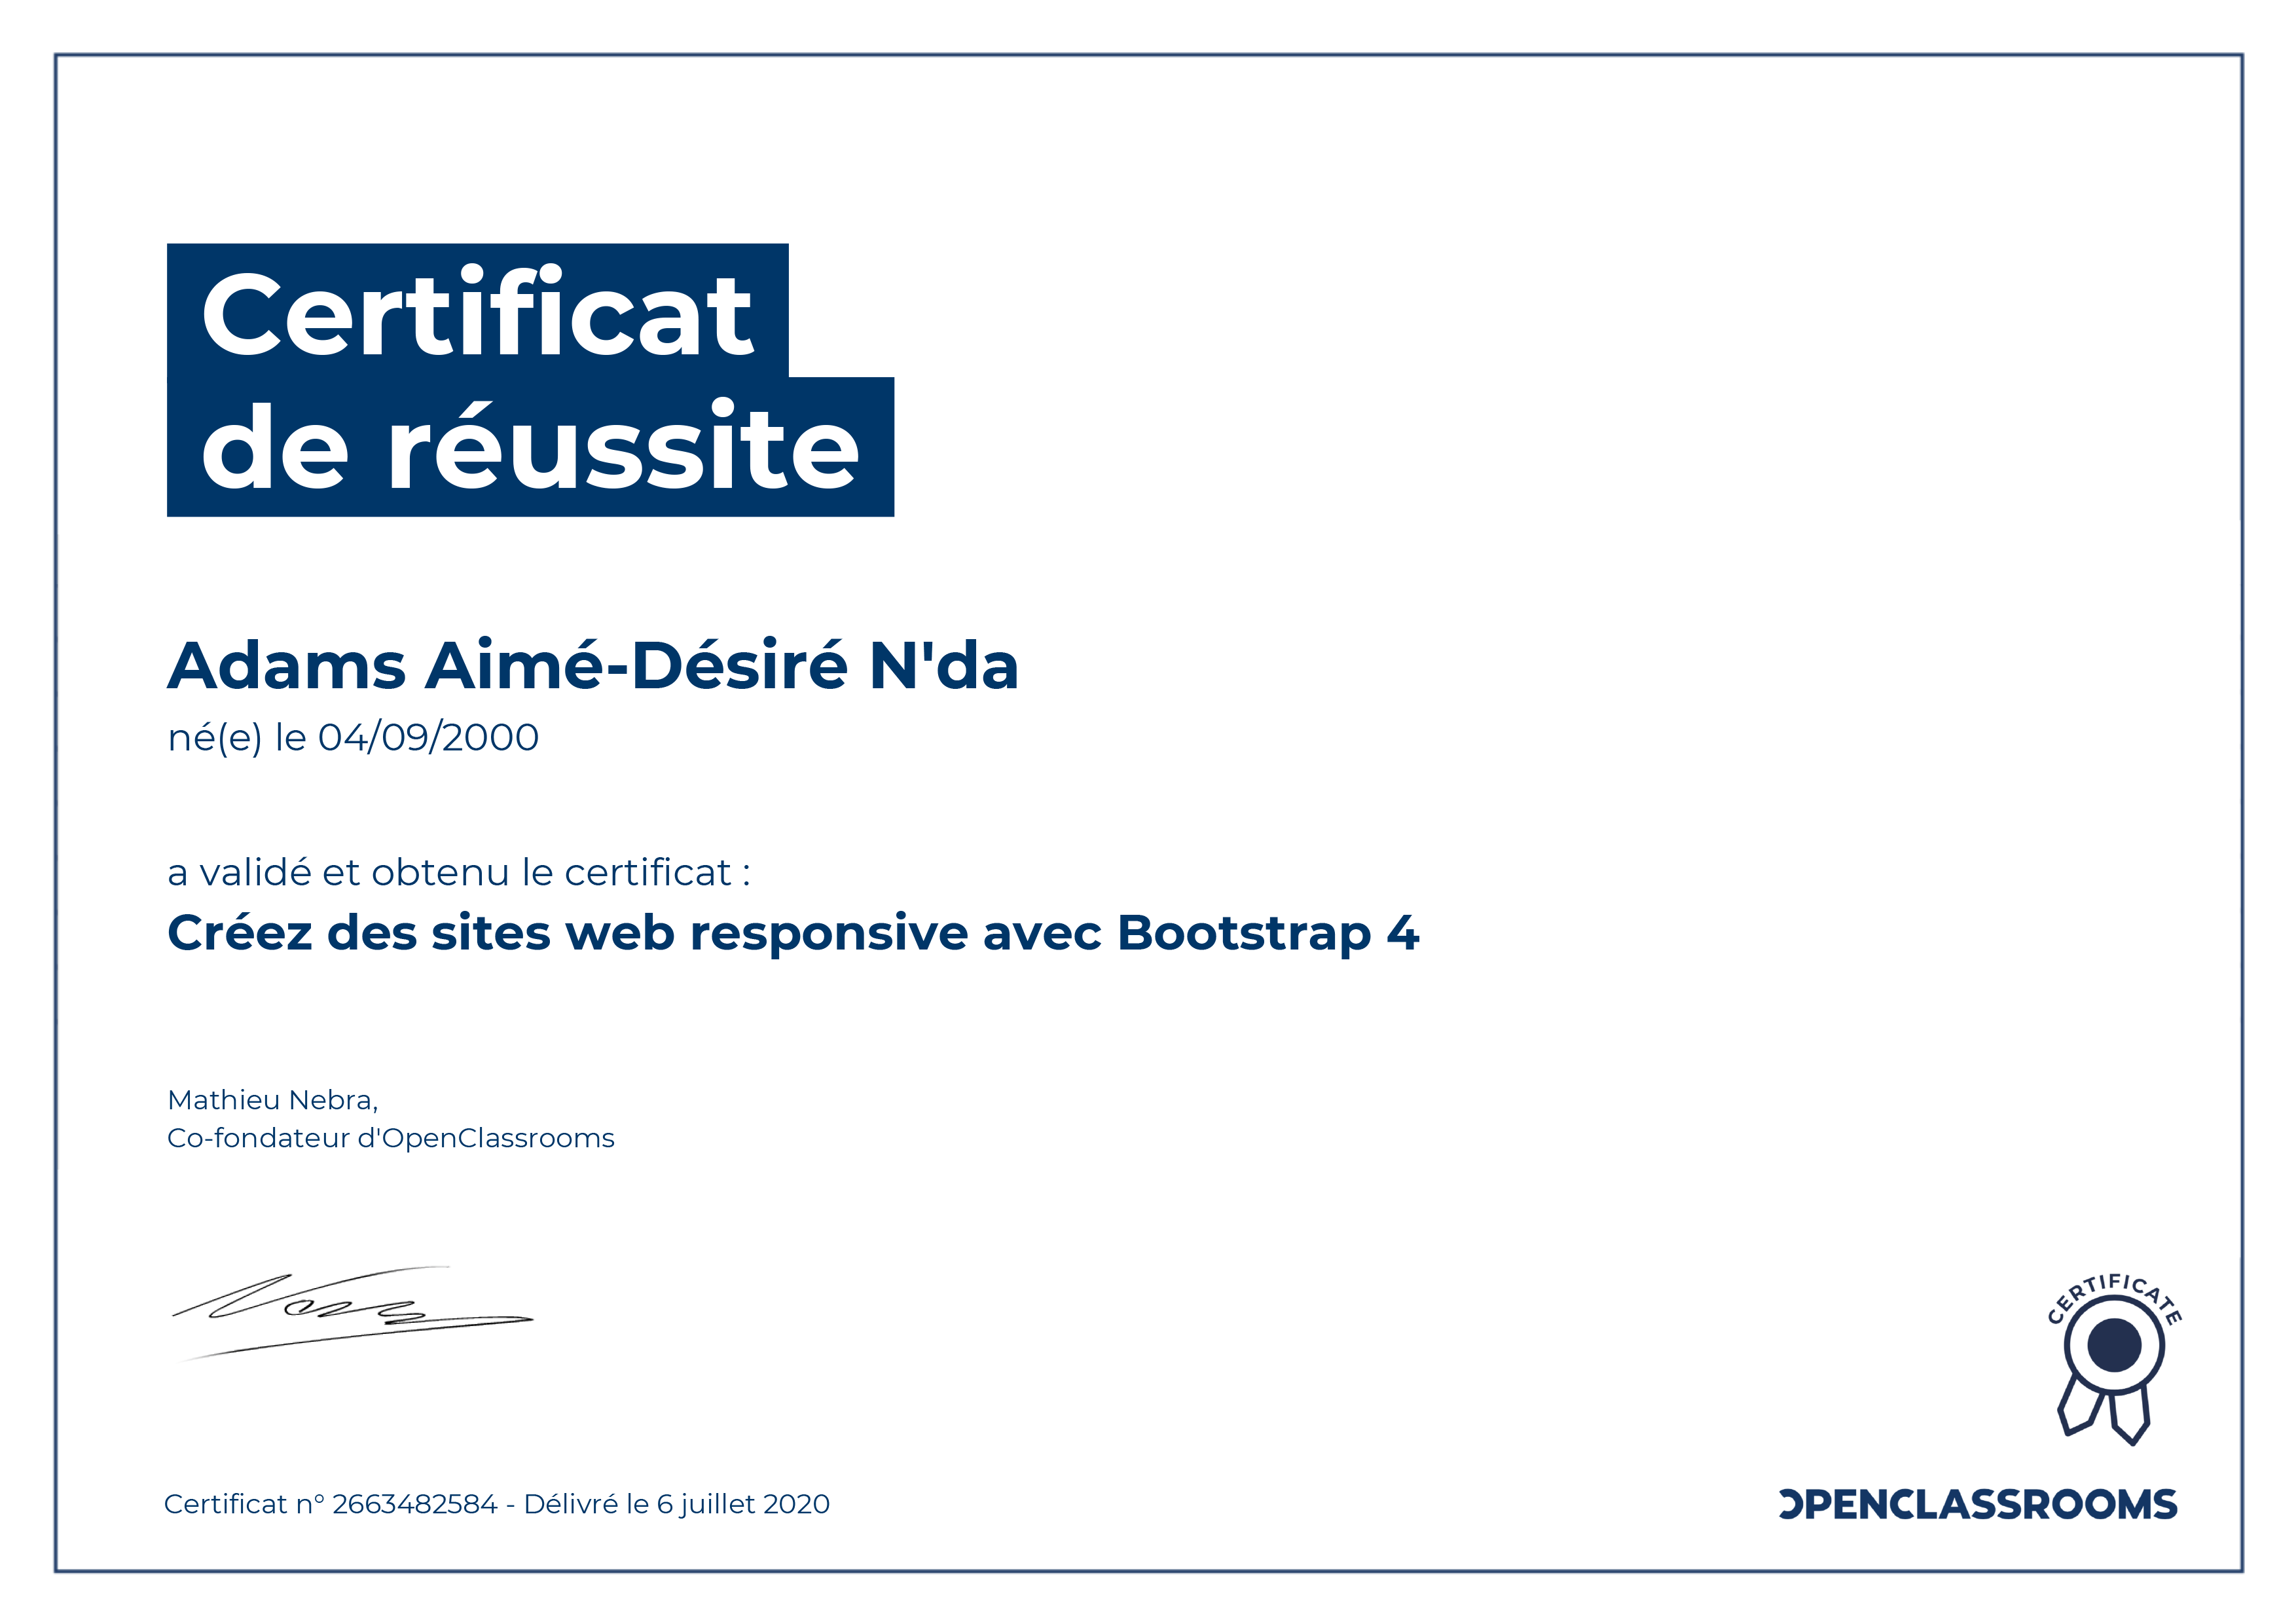 Certificat
de réussite
Adams Aimé-Désiré N'da
né(e) le 04/09/2000
a validé et obtenu le certificat :
Créez des sites web responsive avec Bootstrap 4
Mathieu Nebra,
Co-fondateur d'OpenClassrooms
CERTIFICATE
Certificat n° 2663482584 - Délivré le 6 juillet 2020
OPENCLASSROOMS